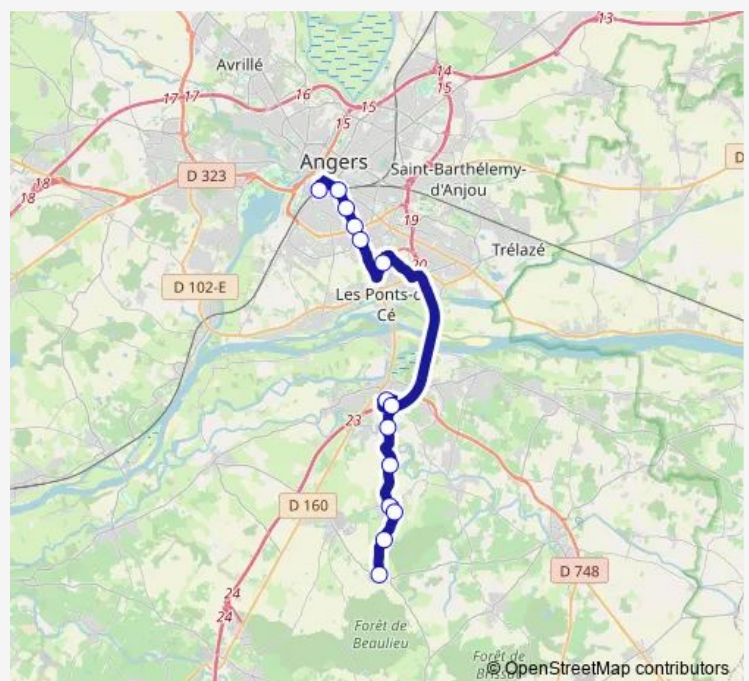 13
Avrillé
14
15
17
17
16
15
15
Angers
Saint-Barthélemy-
d'Anjou
D 323
D
18
18
19
Trélazé
20
D 102-E
Les Ponts-
Cé
23
D 160
D 748
24
24
Forêt de
Beaulieu
Forêt de
© OpenStreetMap contributors